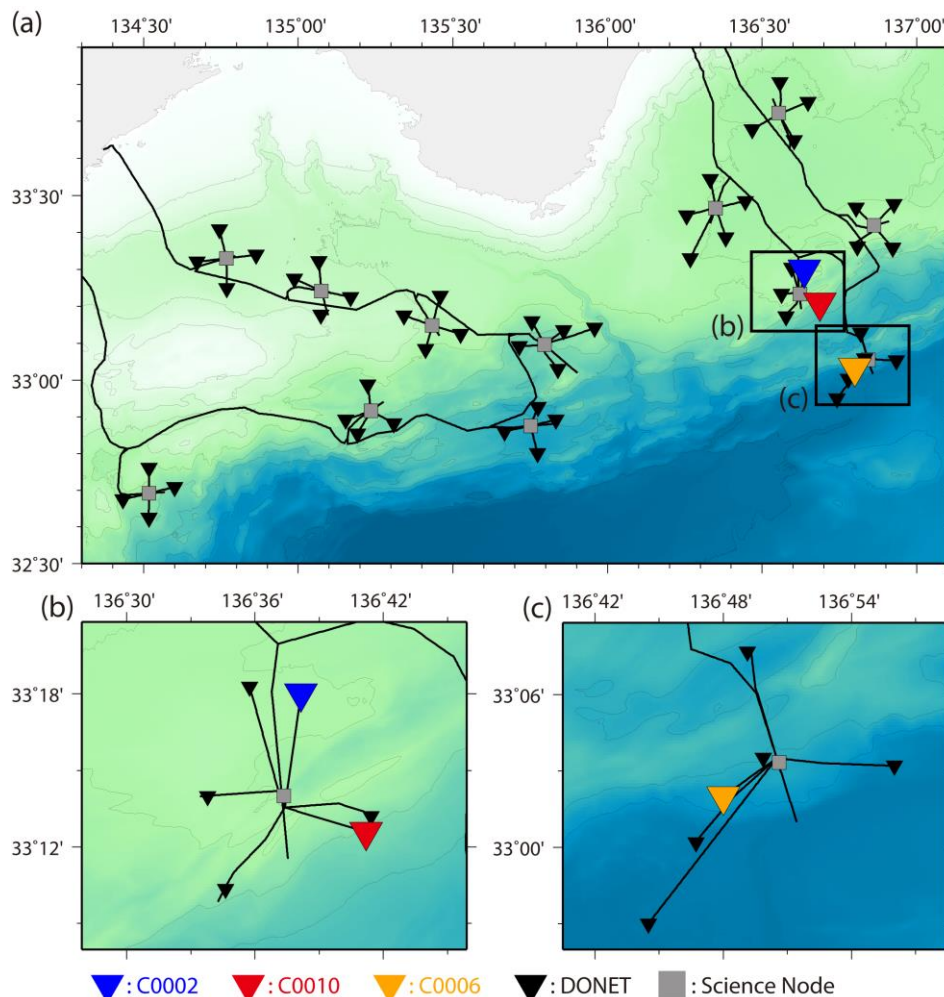 (a)
134˚30' 135˚00' 135˚30' 136˚00' 136˚30' 137˚00'
33˚30'
33˚00'
32˚30'
(b)
(c)
(b)
136˚30' 136˚36' 136˚42'
33˚18'
33˚12'
(c)
136˚42' 136˚48' 136˚54'
33˚06'
33˚00'
: C0002 : C0010 : C0006 : DONET : Science Node